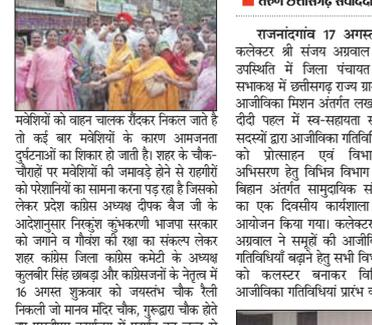 मवेशियों को वाहन चालक रौंदकर निकल जाते है
तो कई बार मवेशियों के कारण आमजनता
दुर्घटनाओं का शिकार हो जाती है। शहर के चौक-
चौराहों पर मवेशियों की जमावड़े होने से राहगीरों
को परेशानियों का सामना करना पड़ रहा है जिसको
लेकर प्रदेश कांग्रेस अध्यक्ष दीपक बैज जी के
आदेशानुसार निरकुंश कुंभकरणी भाजपा सरकार
को जगाने व गौवंश की रक्षा का संकल्प लेकर
शहर कांग्रेस जिला कांग्रेस कमेटी के अध्यक्ष
कुलबीर सिंह छाबड़ा और कांग्रेसजनों के नेतृत्व में
16 अगस्त शुक्रवार को जयस्तंभ चौक रैली
निकली जो मानव मंदिर चौक, गुरूद्वारा चौक होते
तरुण छत्तीसगढ़
राजनांदगांव 17 अगस्त
कलेक्टर श्री संजय अग्रवाल
उपस्थिति में जिला पंचायत
सभाकक्ष में छत्तीसगढ़ राज्य
आजीविका मिशन अंतर्गत
दीदी पहल में स्व-सहायता
सदस्यों द्वारा आजीविका
को प्रोत्साहन एवं
अभिसरण हेतु विभिन्न विभाग
बिहान अंतर्गत सामुदायिक
का एक दिवसीय कार्यशाला
आयोजन किया गया। कलेक्टर
अग्रवाल ने समूहों की
गतिविधियां बढ़ाने हेतु सभी
को कलस्टर बनाकर
आजीविका गतिविधियां प्रारंभ